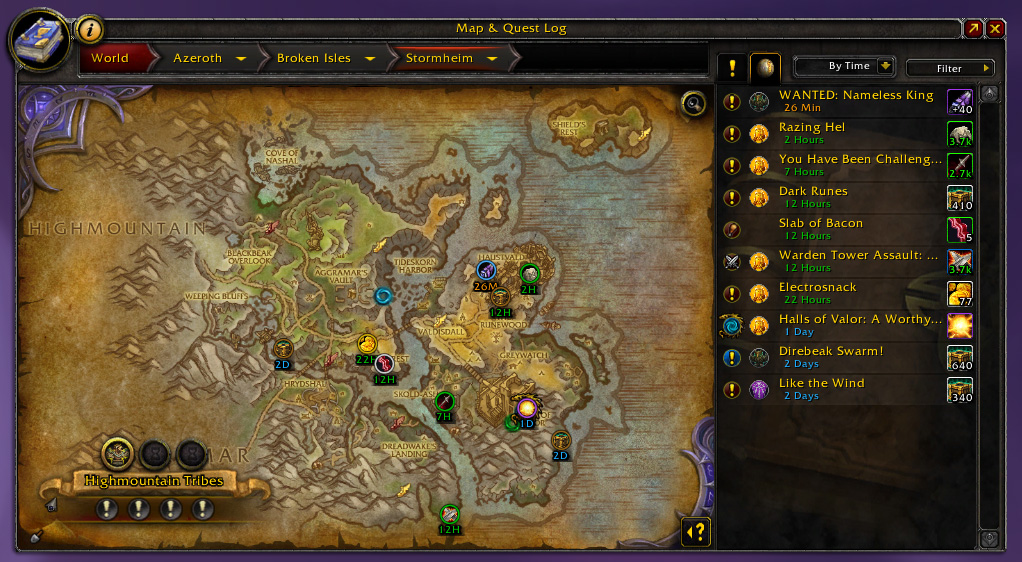 Map & Quest Log
World
Azeroth
Broken Isles
Stormheim
By Time
Filter
WANTED: Nameless King
26 Min
+40
Razing Hel
2 Hours
3.7k
You Have Been Challeng...
7 Hours
2.7k
Dark Runes
12 Hours
410
Slab of Bacon
12 Hours
5
Warden Tower Assault: ...
12 Hours
3.7k
Electrosnack
22 Hours
77
Halls of Valor: A Worthy...
1 Day
Direbeak Swarm!
2 Days
640
Like the Wind
2 Days
340
SHIELD'S
REST
COVE OF
NASHAL
HIGHMOUNTAIN
BLACKBEAK
OVERLOOK
AGGRAMAR'S
VAULT
TIDESKORN
HARBOR
HAUSTVALD
26M
2H
12H
WEEPING BLUFFS
VALDISDALL
RUNEWOOD
22H
12H
2D
GREYWATCH
HRYDSHAL
7H
1D
DREADWAKE'S
LANDING
2D
MAR
Highmountain Tribes
12H